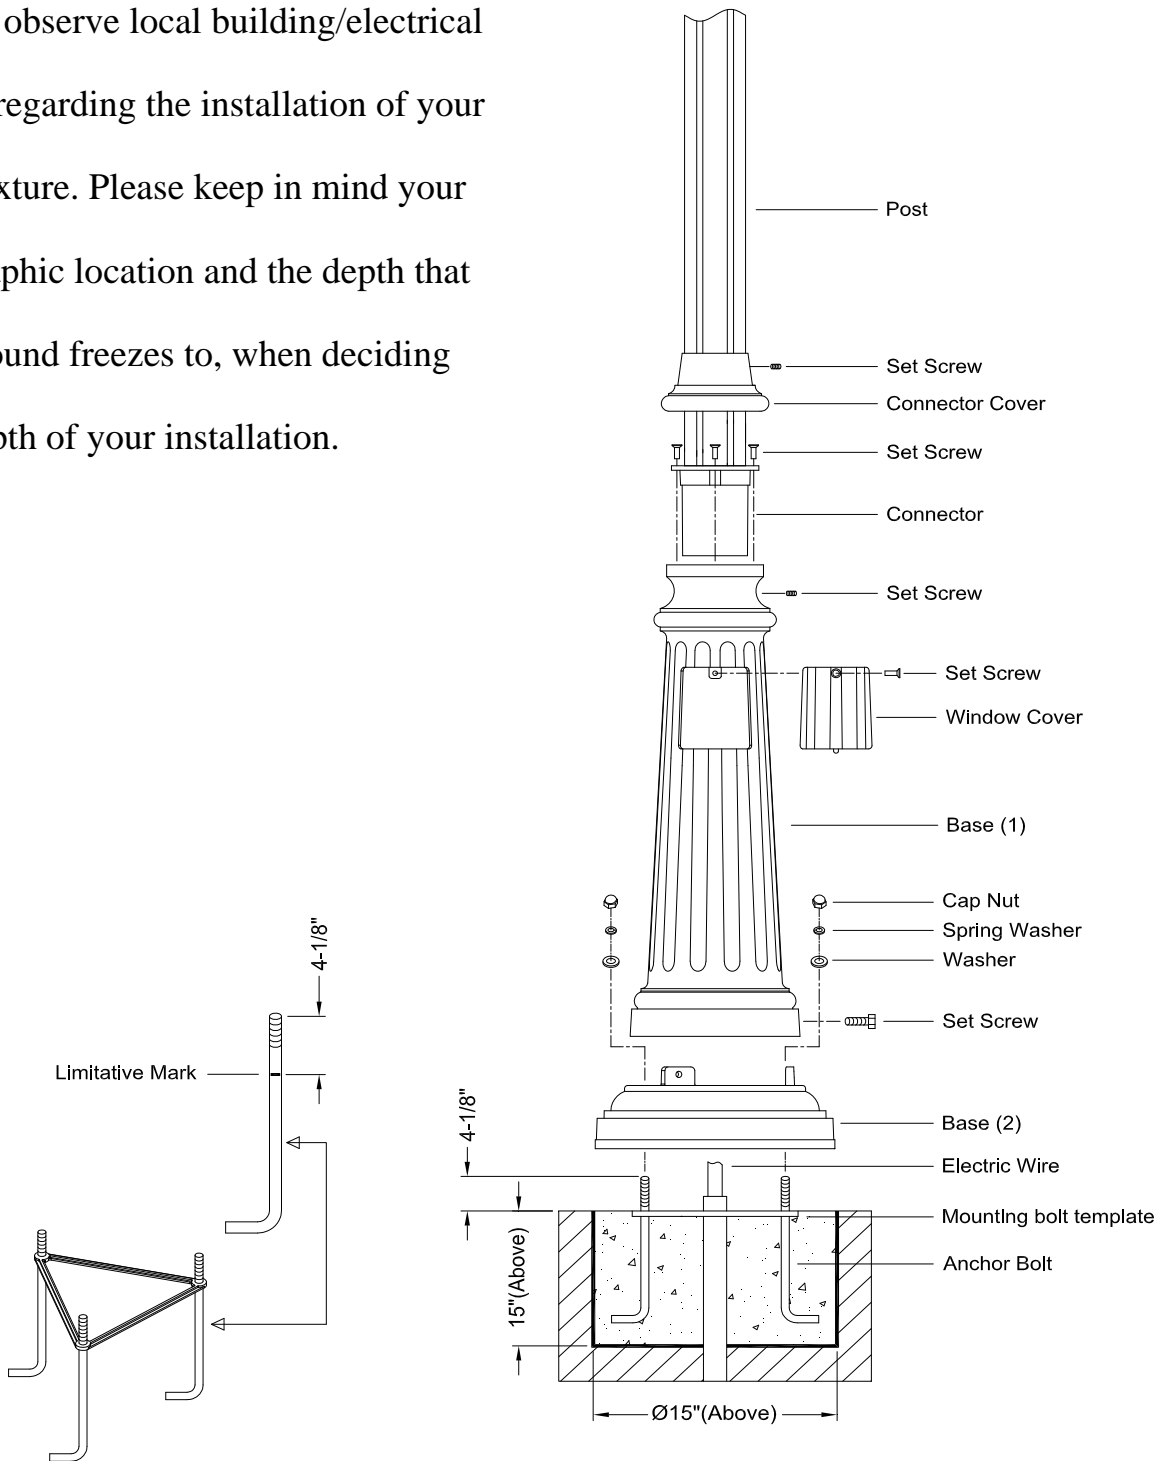 observe local building/electrical
regarding the installation of your
xture. Please keep in mind your
phic location and the depth that
ound freezes to, when deciding
pth of your installation.
Post
Set Screw
Connector Cover
Set Screw
Connector
Set Screw
Set Screw
Window Cover
Base (1)
Cap Nut
Spring Washer
Washer
Set Screw
4-1/8"
Limitative Mark
4-1/8"
Base (2)
Electric Wire
Mounting bolt template
Anchor Bolt
15"(Above)
Ø15"(Above)